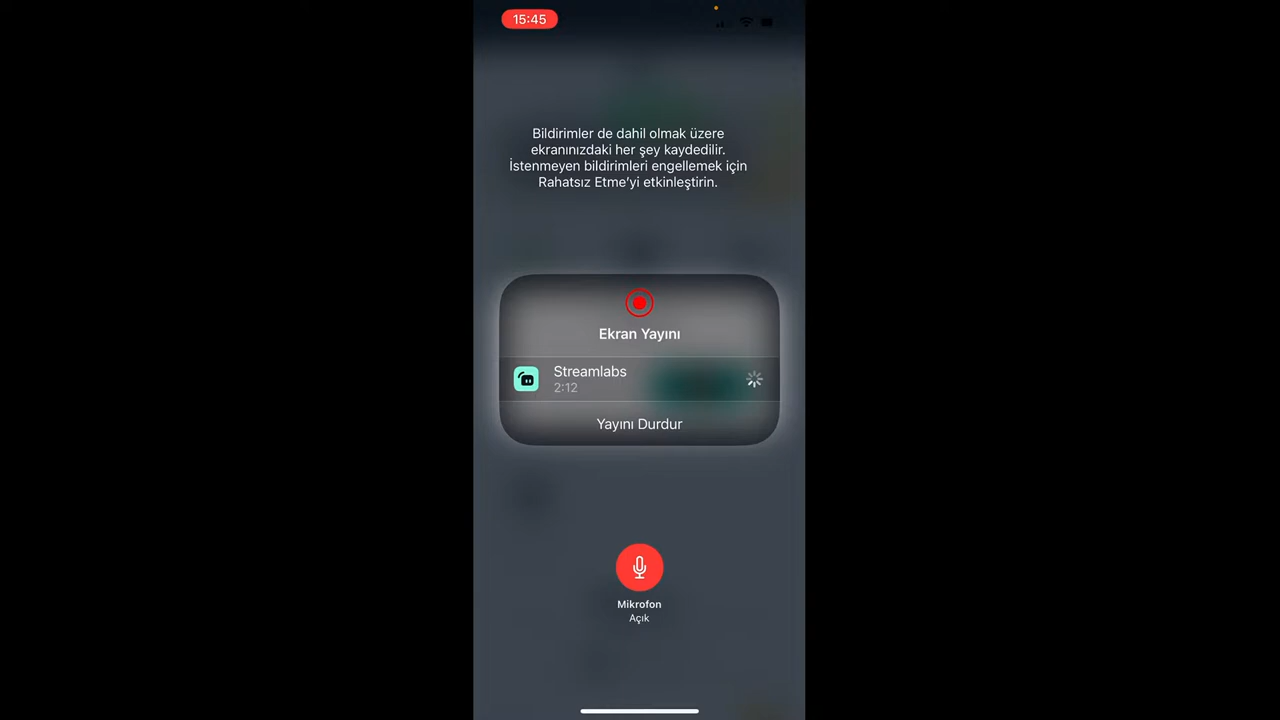 15:45
Bildirimler de dahil olmak üzere
ekranınızdaki her şey kaydedilir.
İstenmeyen bildirimleri engellemek için
Rahatsız Etme’yi etkinleştirin.
Ekran Yayını
Streamlabs
2:12
Yayını Durdur
Mikrofon
Açık